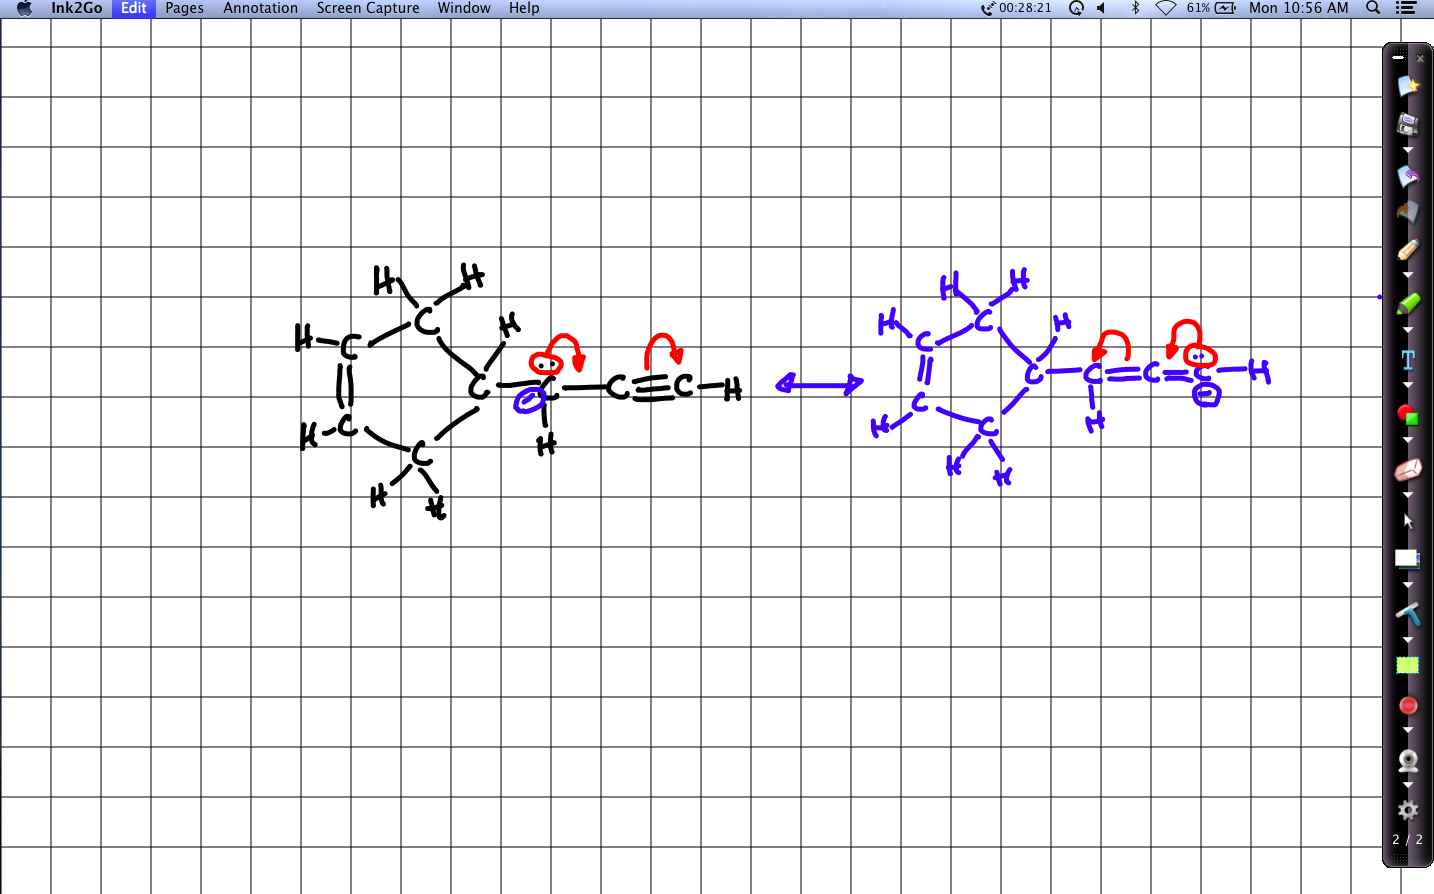 Ink2Go Edit Pages Annotation Screen Capture Window Help 00:28:21 61% Mon 10:56 AM
H H H H
H C C H H
H C C H
C C C C≡C-H
H C C C=C=C-H
H C H H
H C
H H
H H
2 / 2